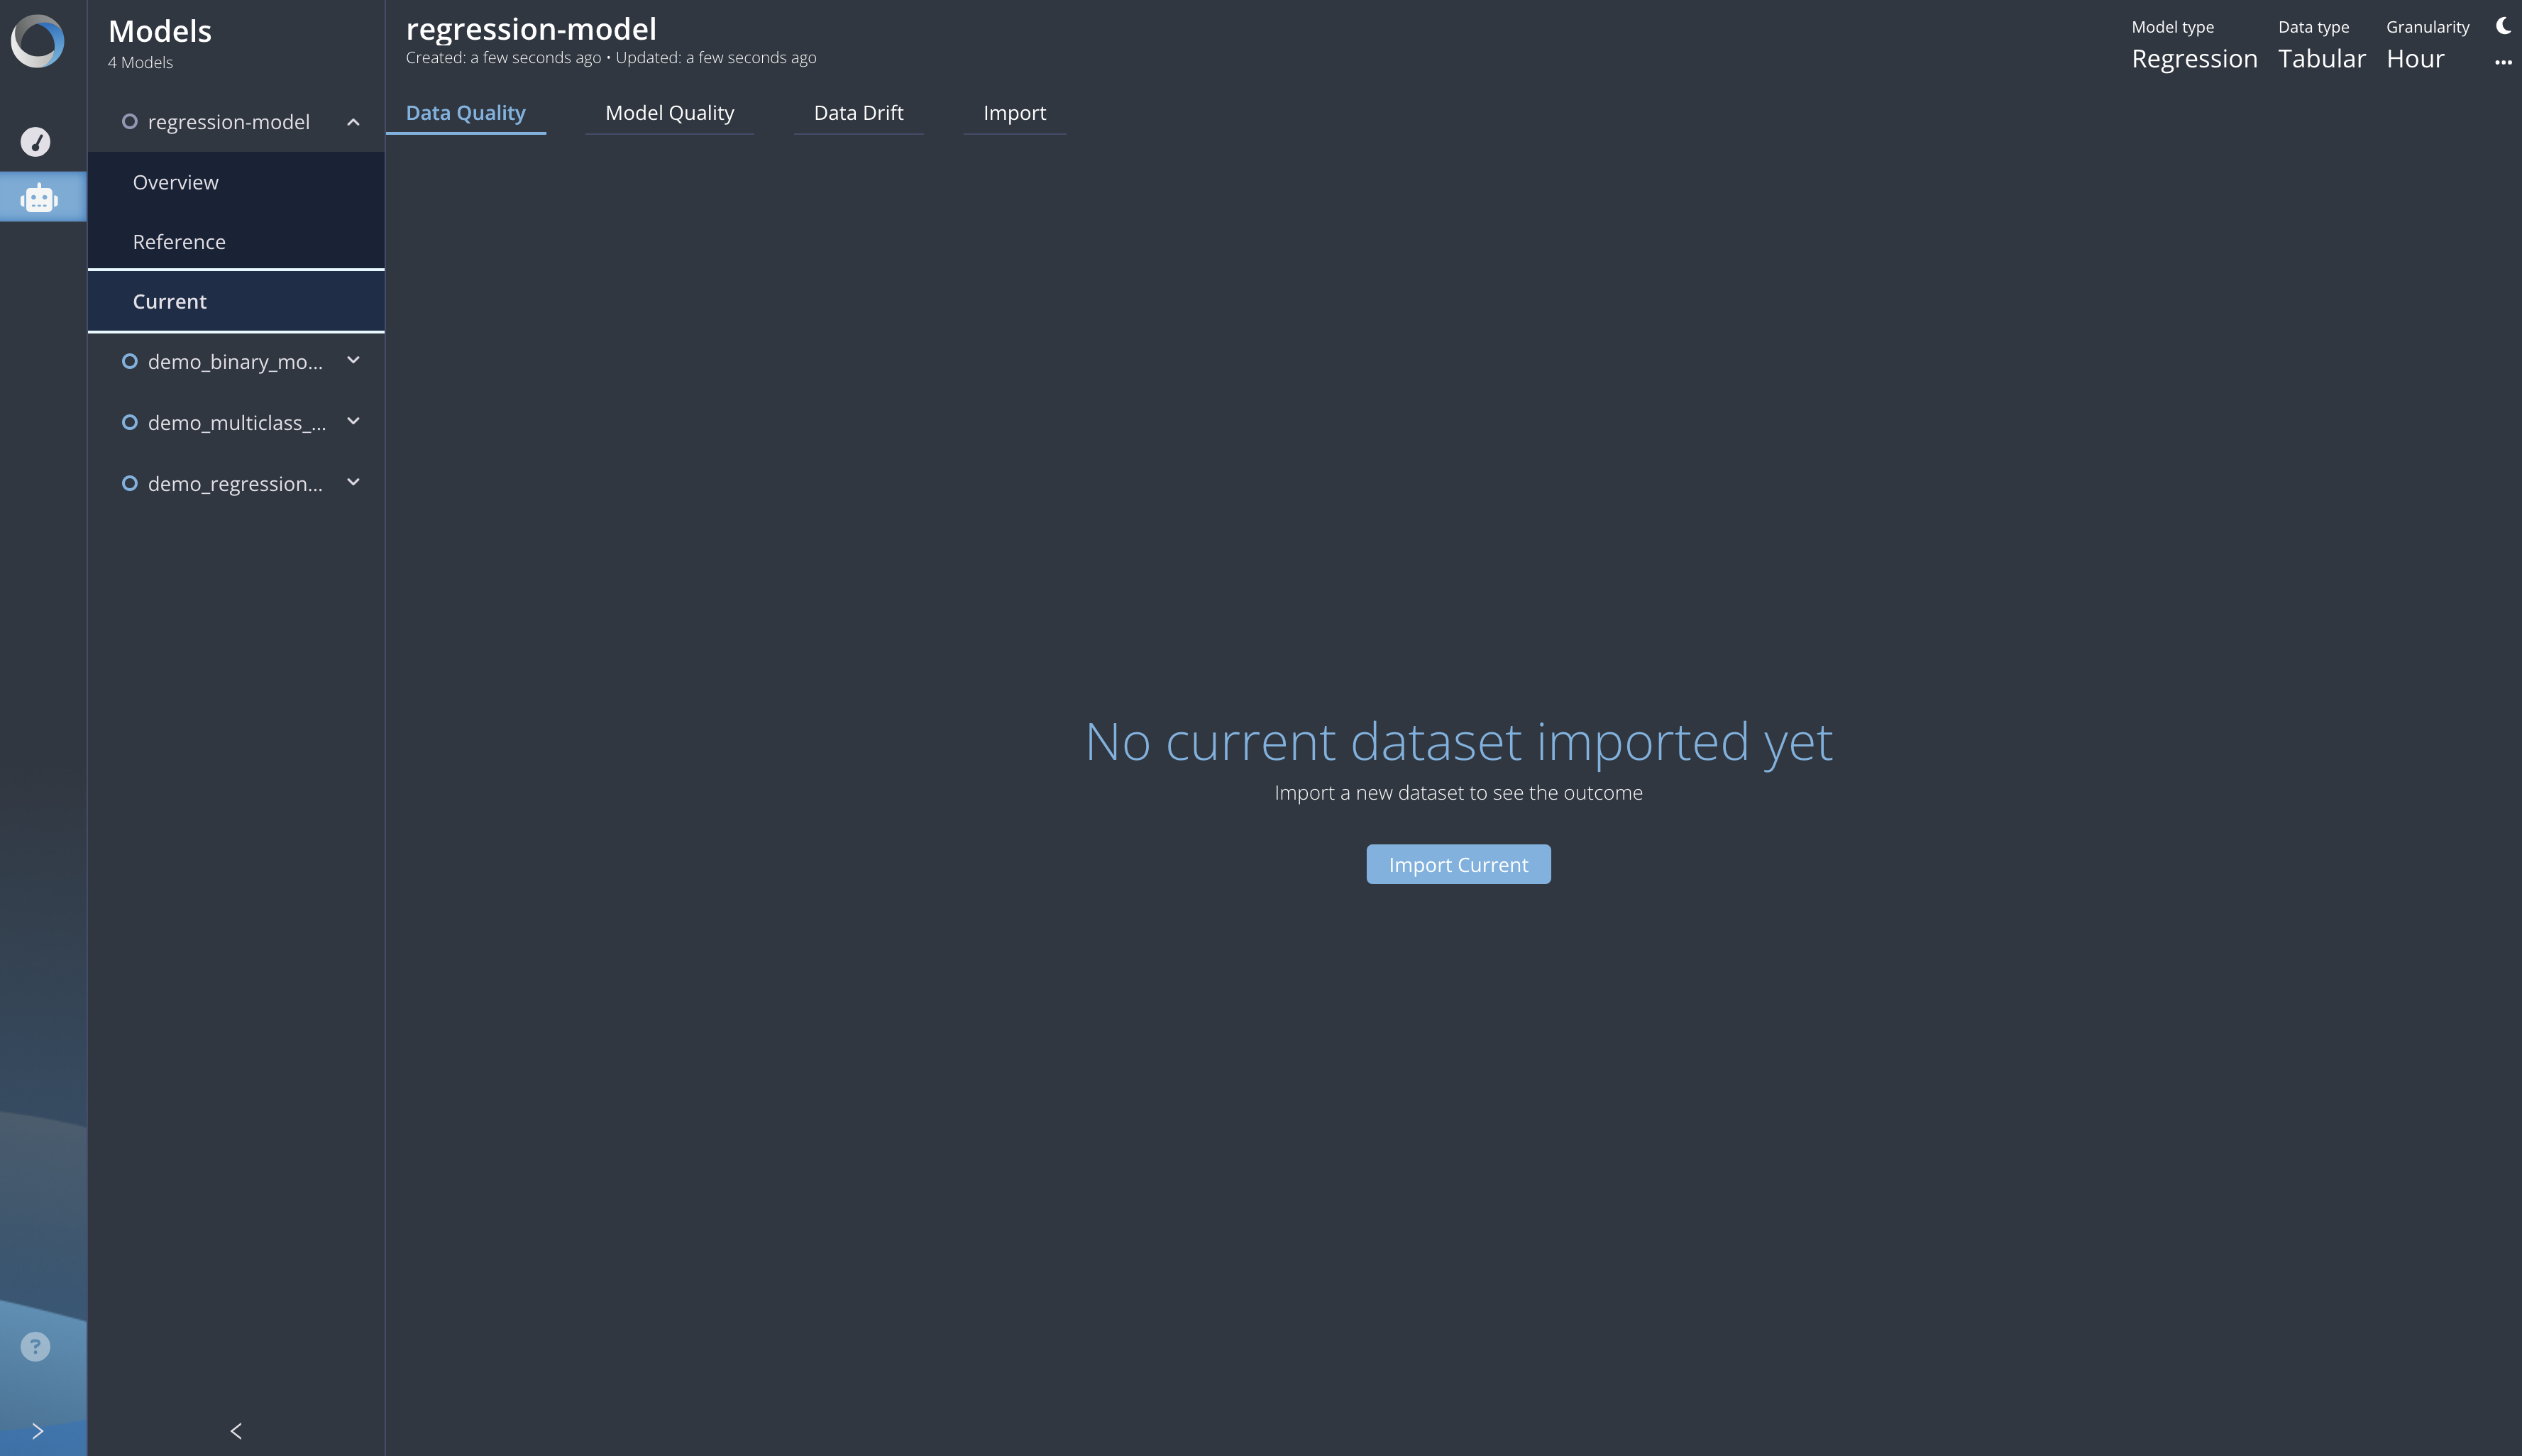 Models
4 Models
regression-model
Overview
Reference
Current
demo_binary_mo...
demo_multiclass_...
demo_regression...
regression-model
Created: a few seconds ago • Updated: a few seconds ago
Model type
Regression
Data type
Tabular
Granularity
Hour
Data Quality
Model Quality
Data Drift
Import
No current dataset imported yet
Import a new dataset to see the outcome
Import Current
?